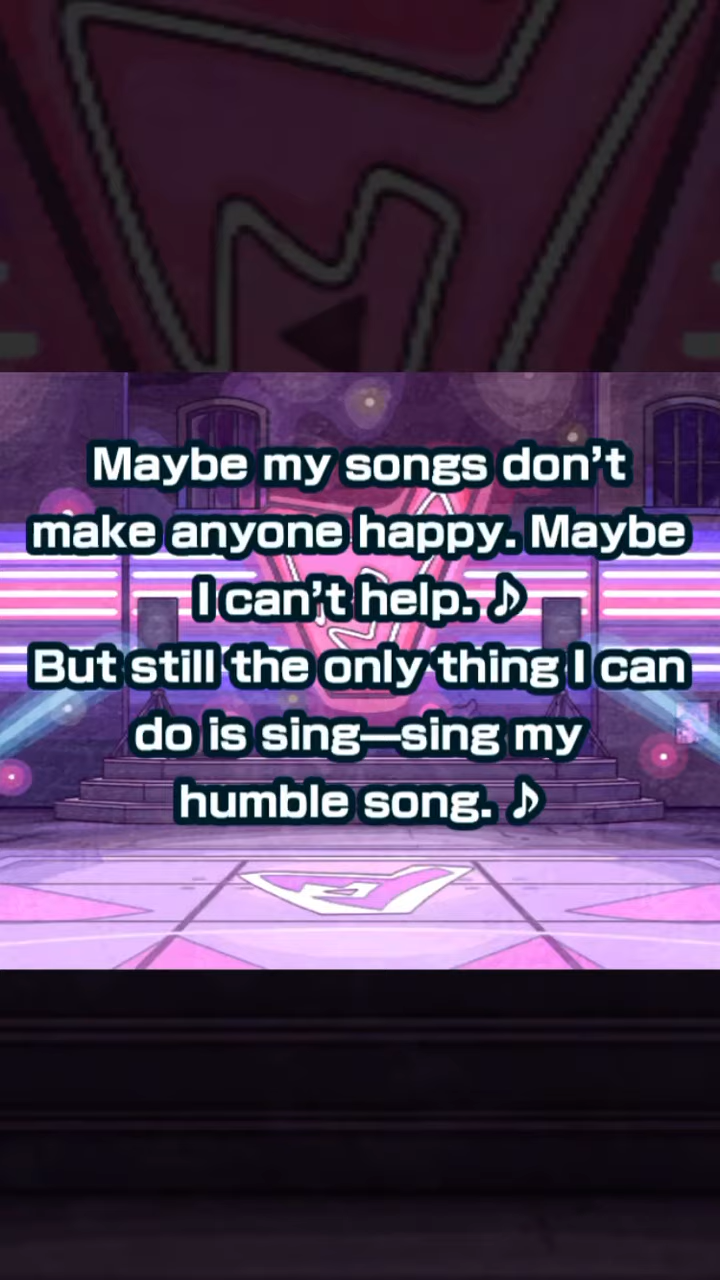 Maybe my songs don’t
make anyone happy. Maybe
I can’t help. ♪
But still the only thing I can
do is sing—sing my
humble song. ♪